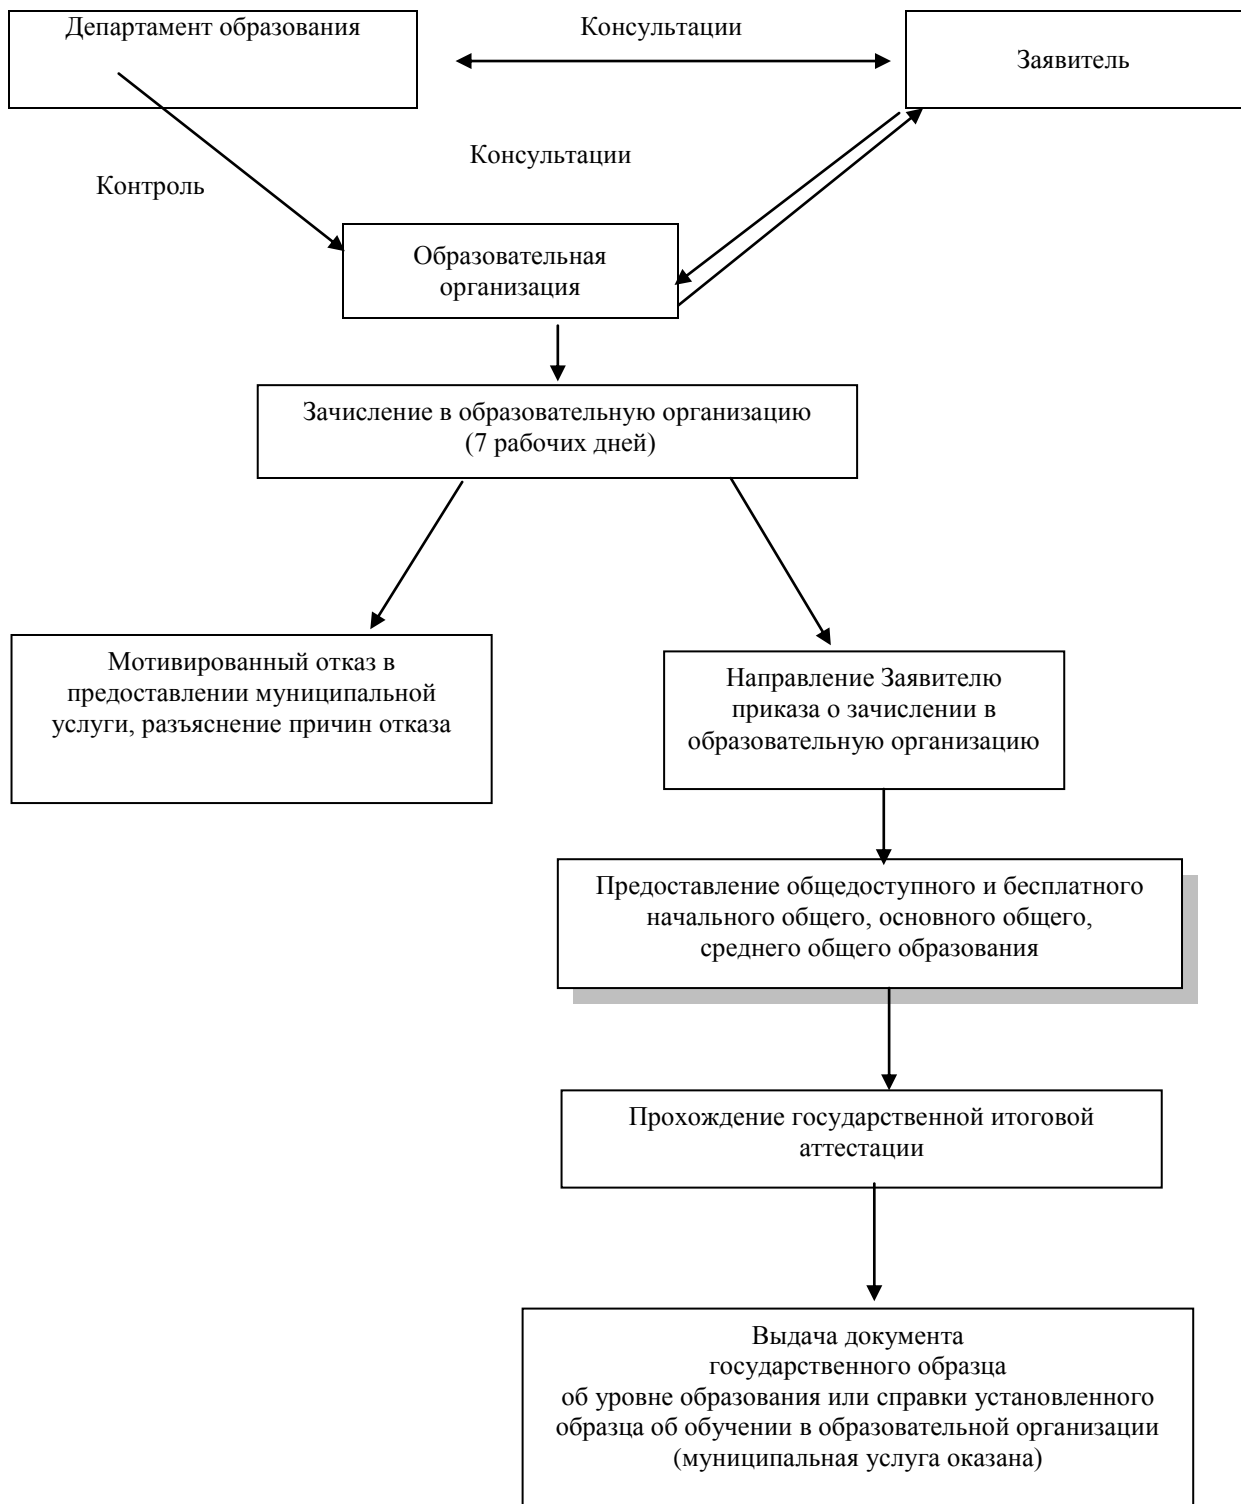 Департамент образования
Консультации
Заявитель
Консультации
Контроль
Образовательная
организация
Зачисление в образовательную организацию
(7 рабочих дней)
Мотивированный отказ в
предоставлении муниципальной
услуги, разъяснение причин отказа
Направление Заявителю
приказа о зачислении в
образовательную организацию
Предоставление общедоступного и бесплатного
начального общего, основного общего,
среднего общего образования
Прохождение государственной итоговой
аттестации
Выдача документа
государственного образца
об уровне образования или справки установленного
образца об обучении в образовательной организации
(муниципальная услуга оказана)